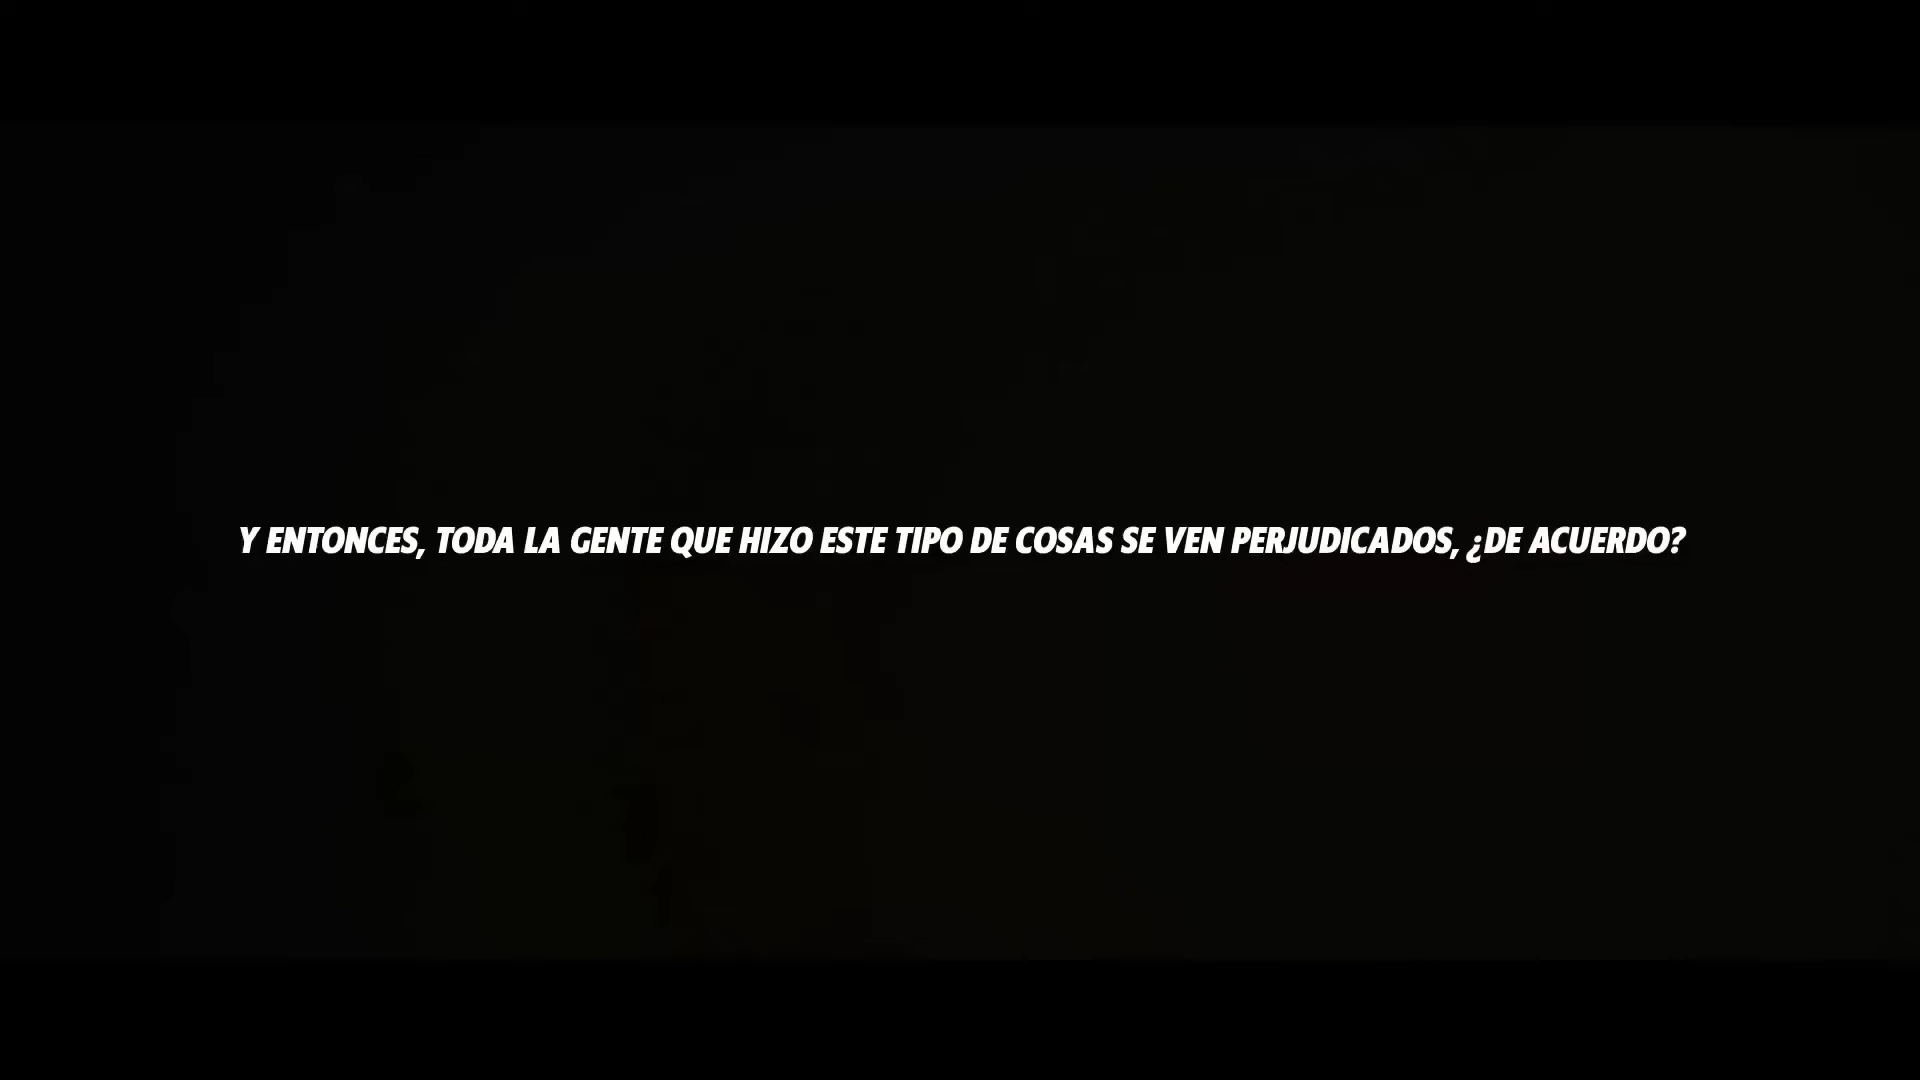 Y ENTONCES, TODA LA GENTE QUE HIZO ESTE TIPO DE COSAS SE VEN PERJUDICADOS, ¿DE ACUERDO?